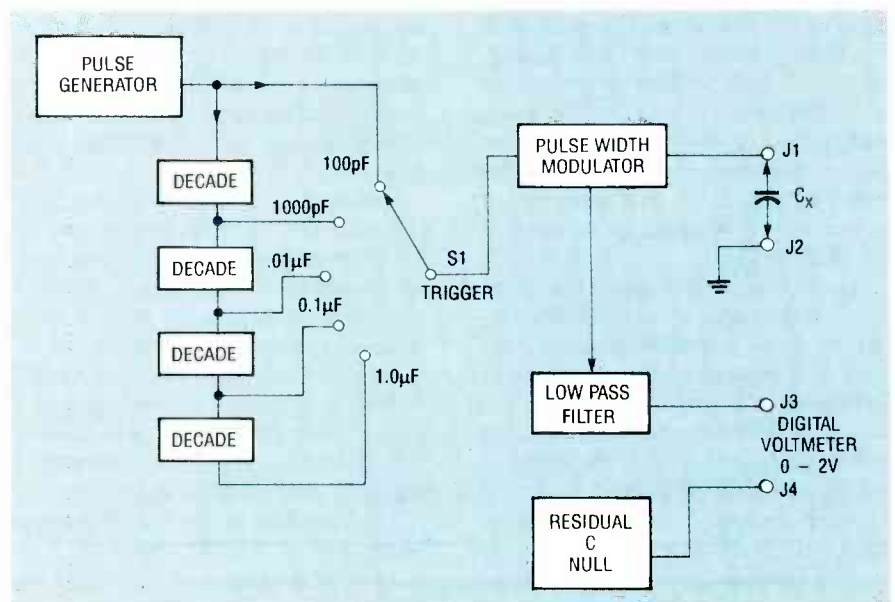 PULSE
GENERATOR
DECADE
DECADE
DECADE
DECADE
100pF
1000pF
.01µF
0.1µF
1.0µF
S1
TRIGGER
PULSE WIDTH
MODULATOR
J1
Cx
J2
LOW PASS
FILTER
J3
DIGITAL
VOLTMETER
0 – 2V
J4
RESIDUAL
C
NULL